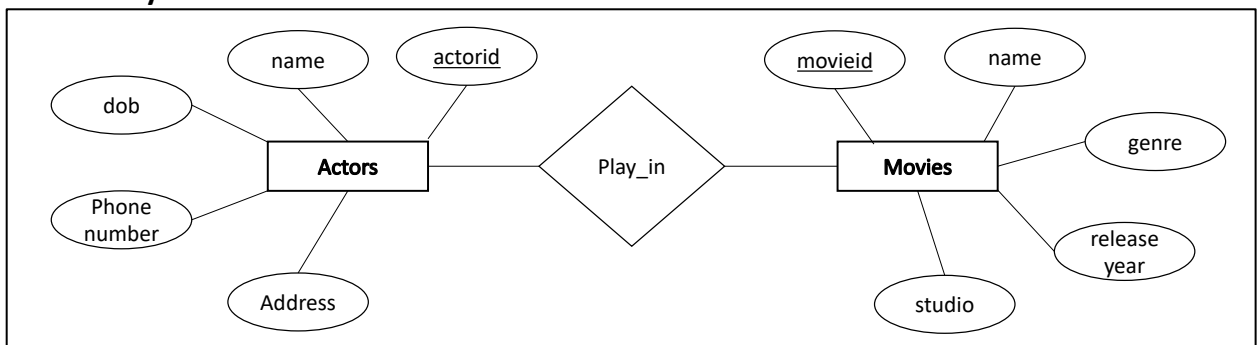 name
actorid
movieid
name
dob
genre
Actors
Play_in
Movies
Phone
number
release
year
Address
studio